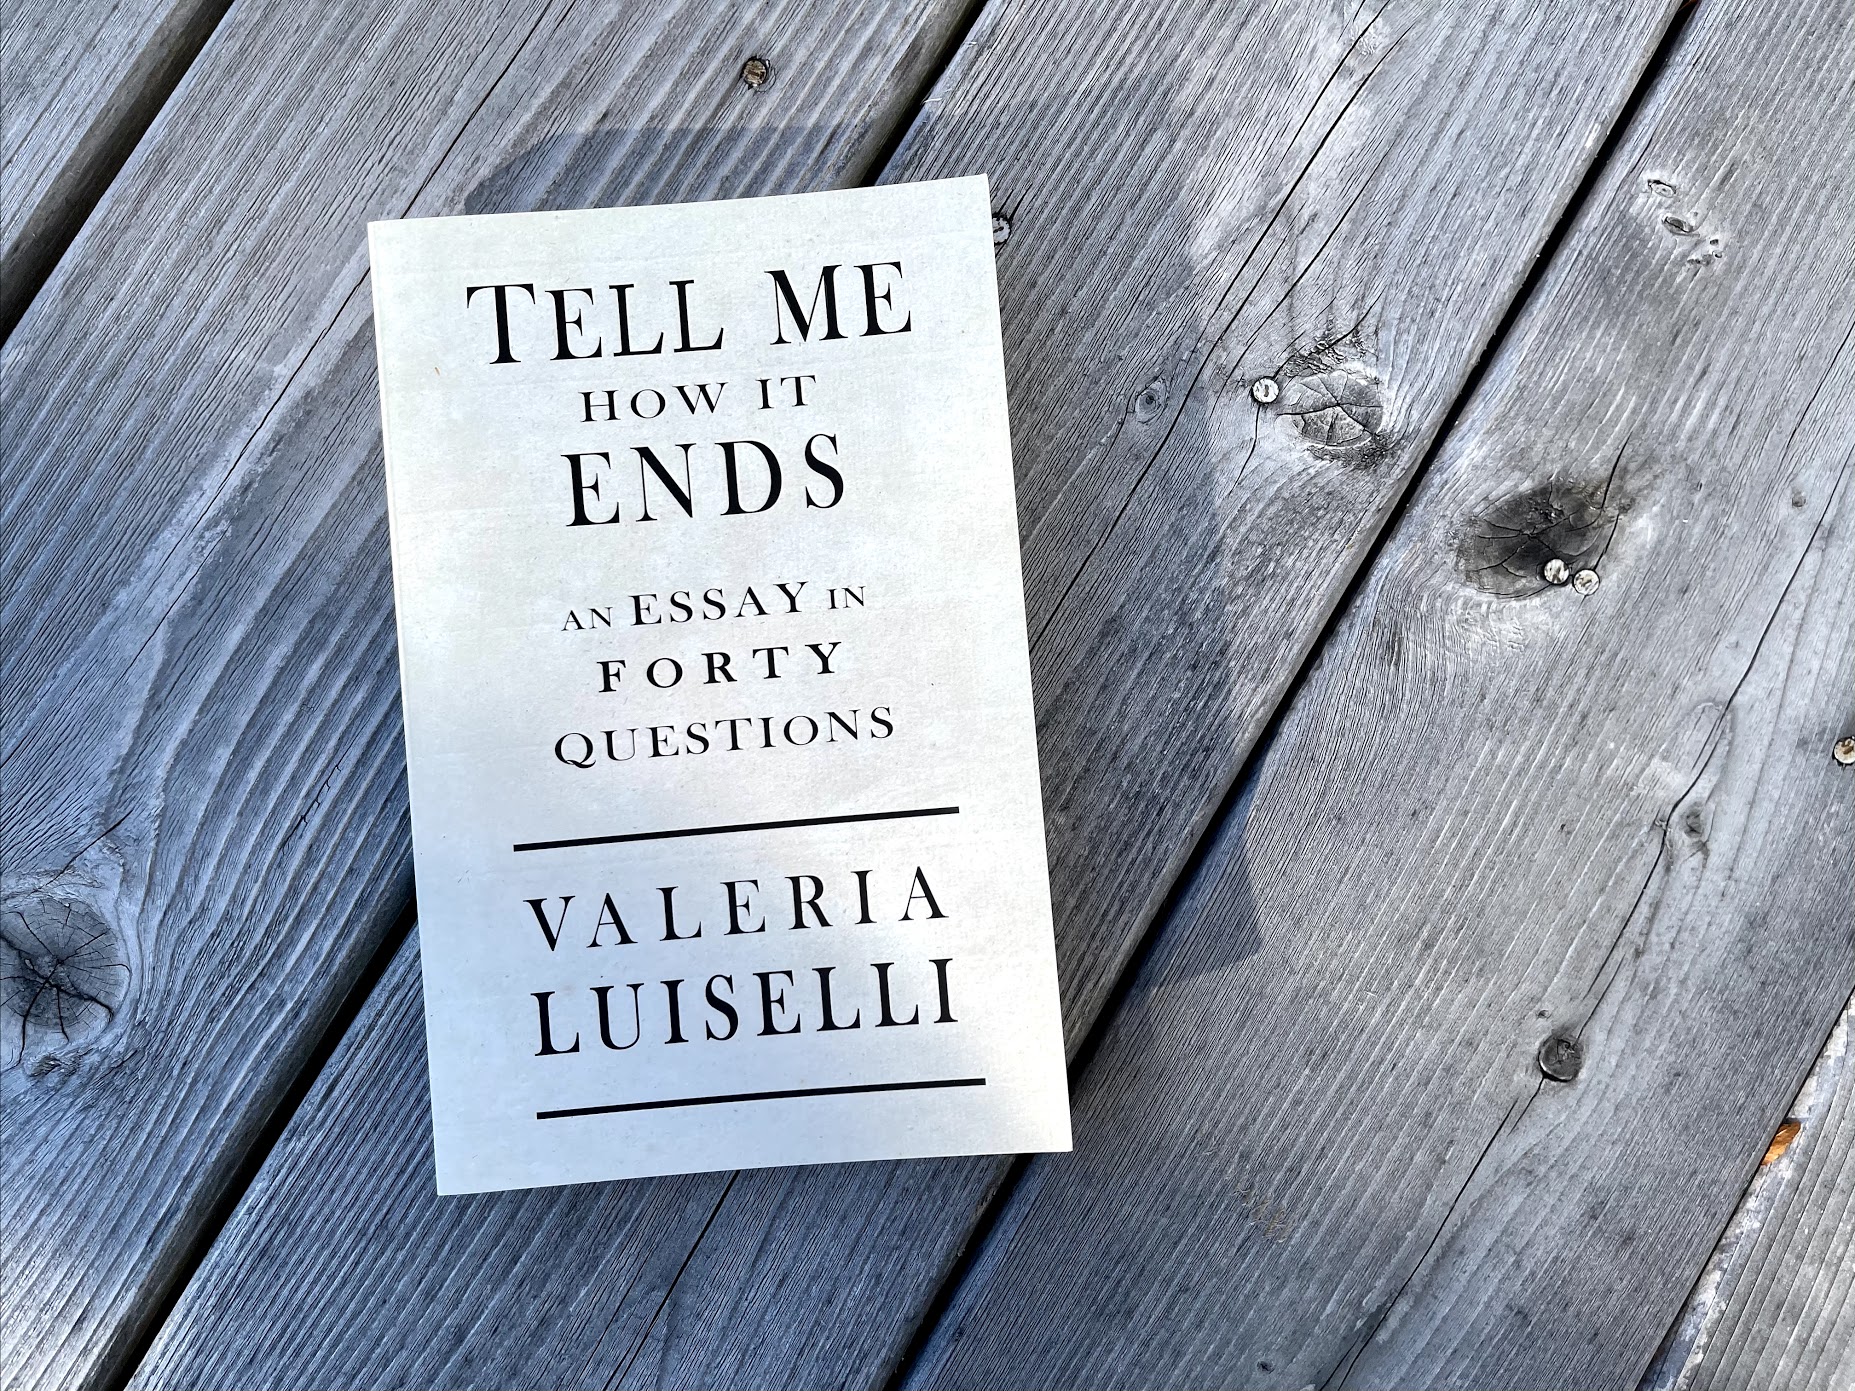 TELL ME
HOW IT
ENDS
AN ESSAY IN
FORTY
QUESTIONS
VALERIA
LUISELLI